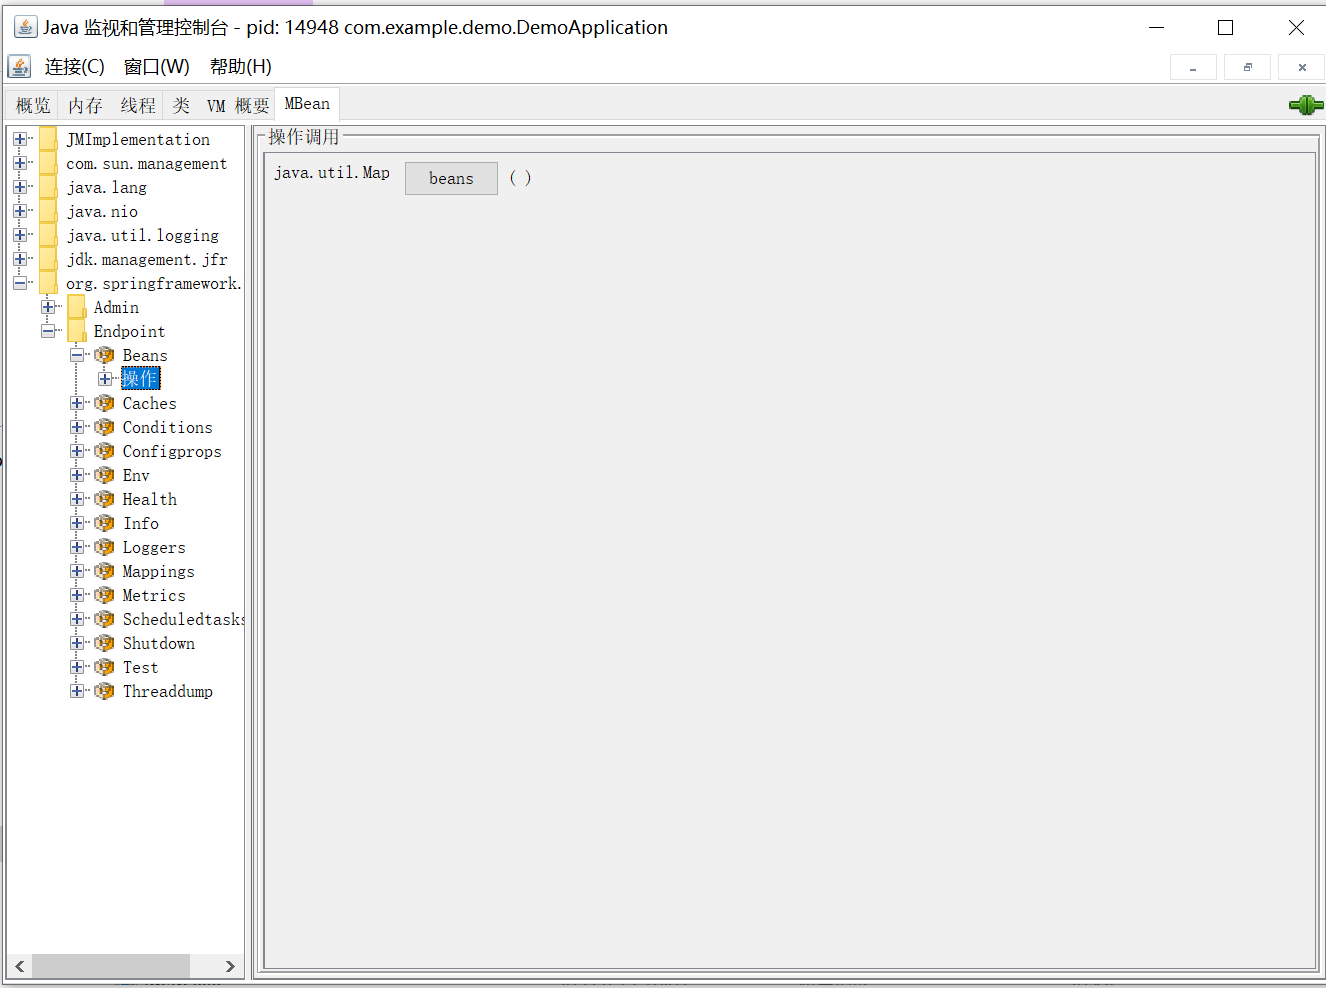 Java 监视和管理控制台 - pid: 14948 com.example.demo.DemoApplication
连接(C) 窗口(W) 帮助(H)
概览 内存 线程 类 VM 概要 MBean
JMImplementation
com.sun.management
java.lang
java.nio
java.util.logging
jdk.management.jfr
org.springframework.
Admin
Endpoint
Beans
操作
Caches
Conditions
Configprops
Env
Health
Info
Loggers
Mappings
Metrics
Scheduledtasks
Shutdown
Test
Threaddump
操作调用
java.util.Map beans ( )